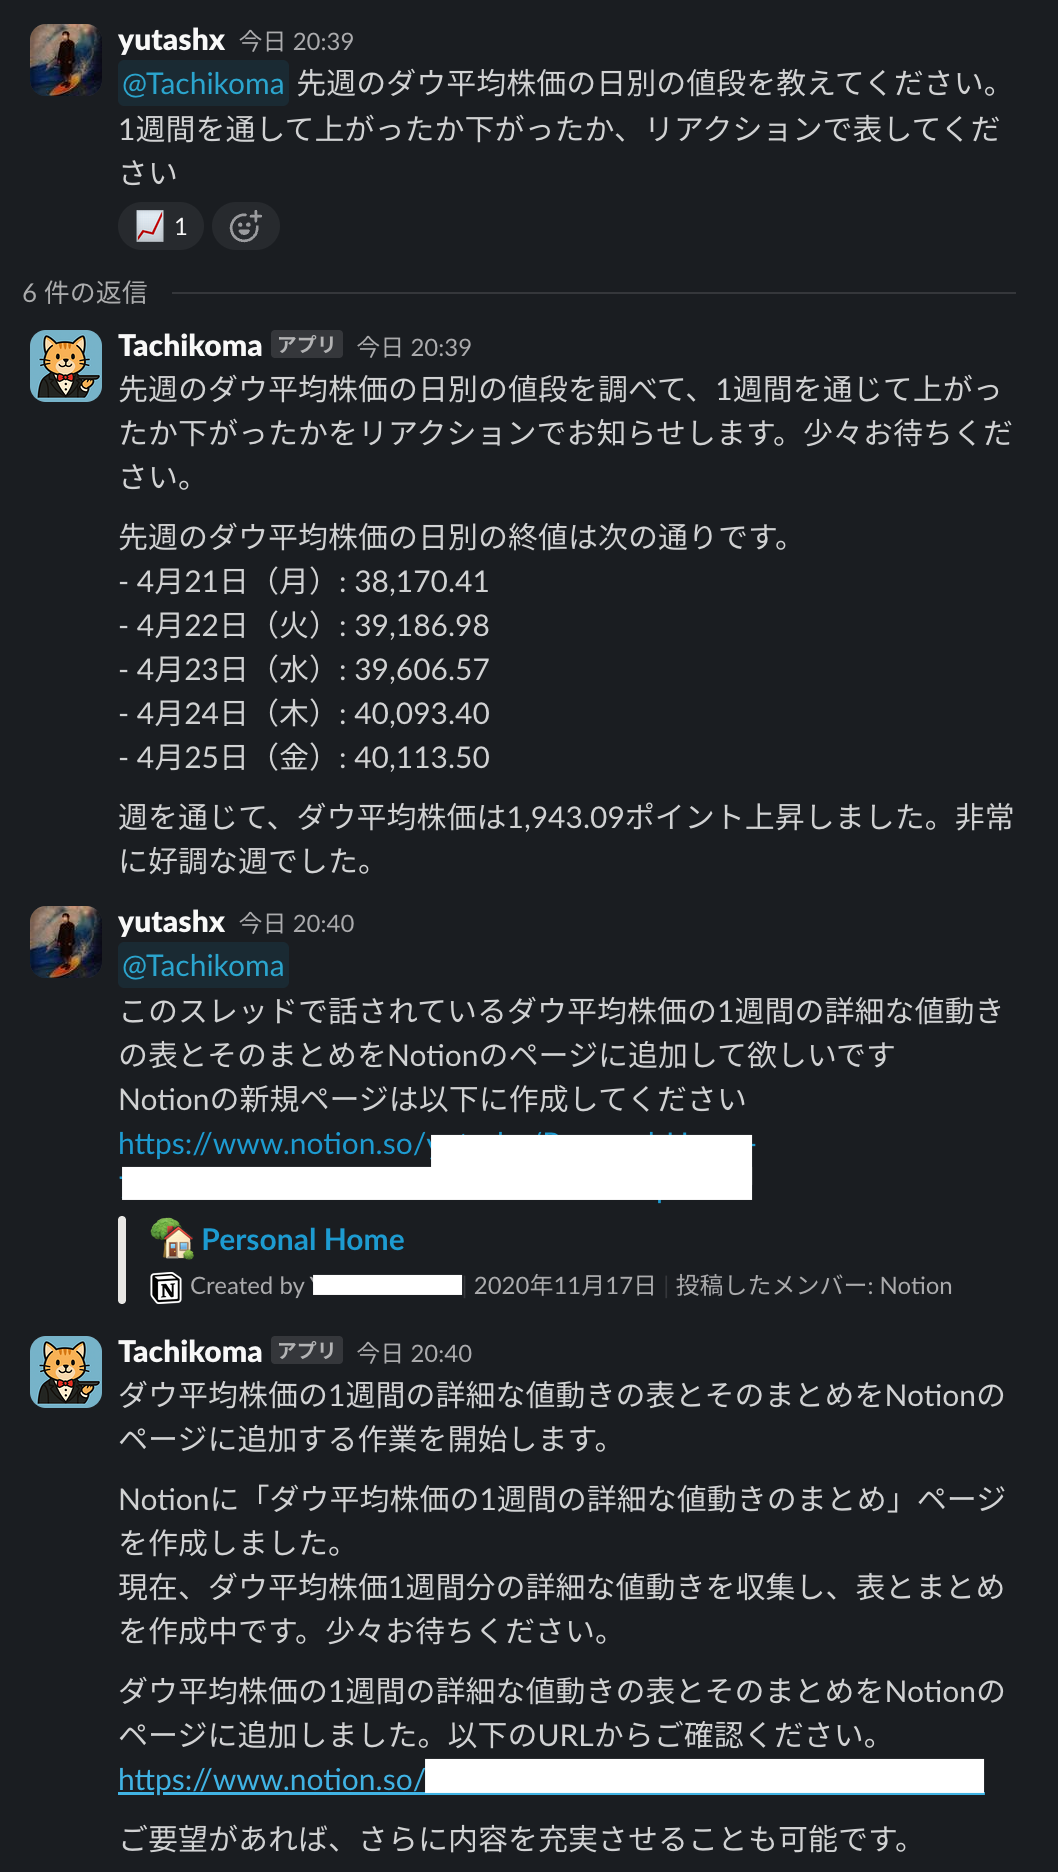 yutashx 今日 20:39
@Tachikoma 先週のダウ平均株価の日別の値段を教えてください。
1週間を通して上がったか下がったか、リアクションで表してくだ
さい
1
6 件の返信
Tachikoma アプリ 今日 20:39
先週のダウ平均株価の日別の値段を調べて、1週間を通じて上がっ
たか下がったかをリアクションでお知らせします。少々お待ちくだ
さい。
先週のダウ平均株価の日別の終値は次の通りです。
- 4月21日（月）: 38,170.41
- 4月22日（火）: 39,186.98
- 4月23日（水）: 39,606.57
- 4月24日（木）: 40,093.40
- 4月25日（金）: 40,113.50
週を通じて、ダウ平均株価は1,943.09ポイント上昇しました。非常
に好調な週でした。
yutashx 今日 20:40
@Tachikoma
このスレッドで話されているダウ平均株価の1週間の詳細な値動き
の表とそのまとめをNotionのページに追加して欲しいです
Notionの新規ページは以下に作成してください
https://www.notion.so/
Personal Home
Created by 2020年11月17日 投稿したメンバー: Notion
Tachikoma アプリ 今日 20:40
ダウ平均株価の1週間の詳細な値動きの表とそのまとめをNotionの
ページに追加する作業を開始します。
Notionに「ダウ平均株価の1週間の詳細な値動きのまとめ」ページ
を作成しました。
現在、ダウ平均株価1週間分の詳細な値動きを収集し、表とまとめ
を作成中です。少々お待ちください。
ダウ平均株価の1週間の詳細な値動きの表とそのまとめをNotionの
ページに追加しました。以下のURLからご確認ください。
https://www.notion.so/
ご要望があれば、さらに内容を充実させることも可能です。